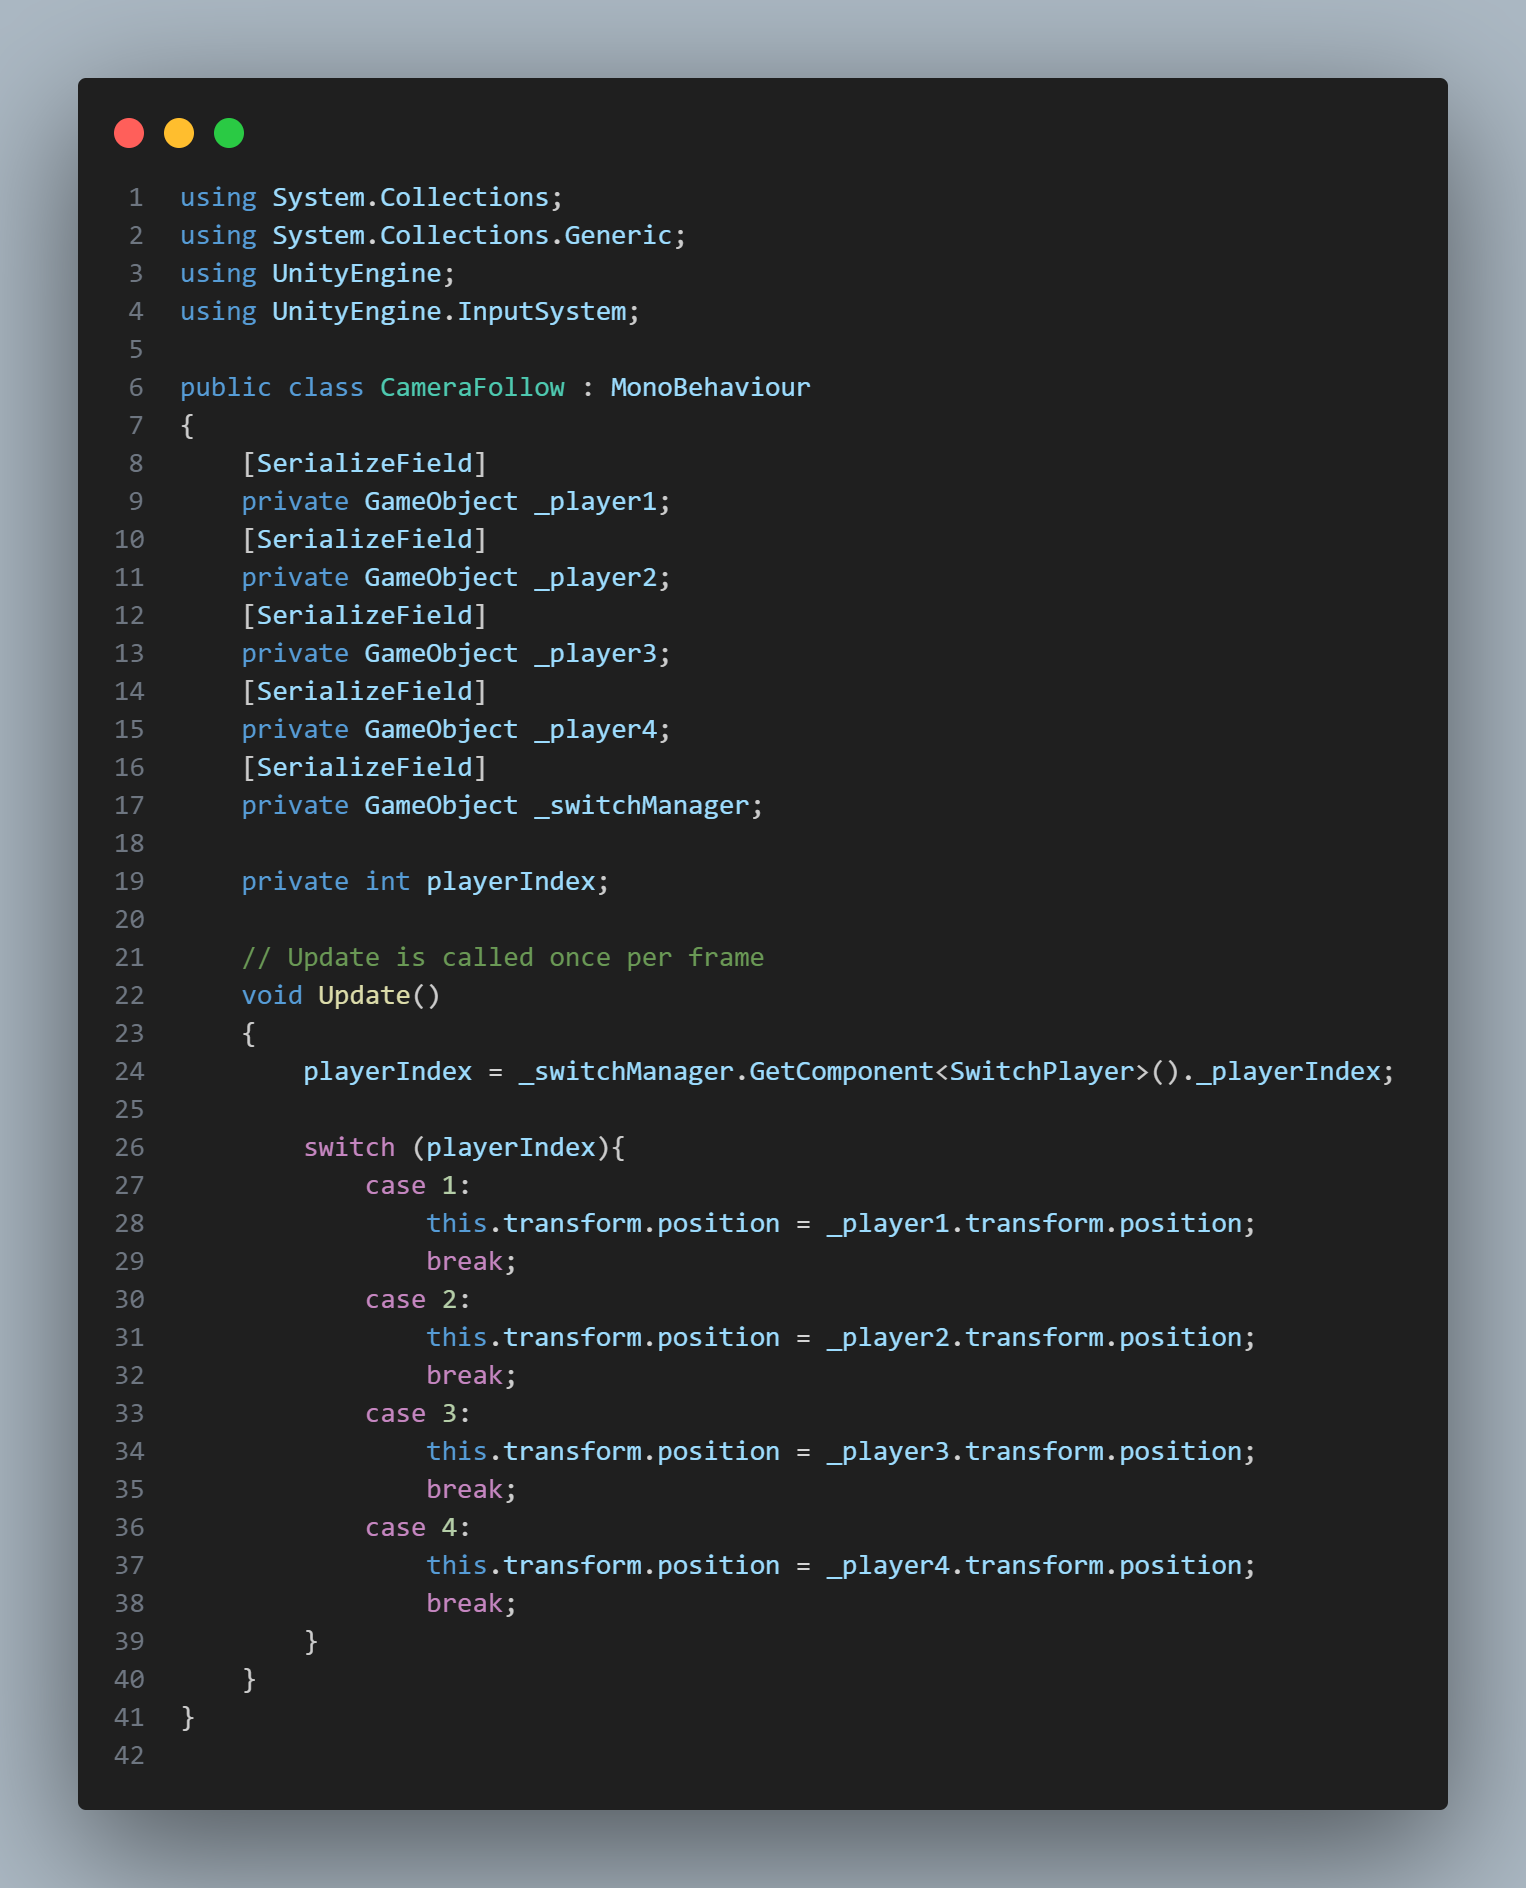 1 using System.Collections;
2 using System.Collections.Generic;
3 using UnityEngine;
4 using UnityEngine.InputSystem;
5
6 public class CameraFollow : MonoBehaviour
7 {
8     [SerializeField]
9     private GameObject _player1;
10     [SerializeField]
11     private GameObject _player2;
12     [SerializeField]
13     private GameObject _player3;
14     [SerializeField]
15     private GameObject _player4;
16     [SerializeField]
17     private GameObject _switchManager;
18
19     private int playerIndex;
20
21     // Update is called once per frame
22     void Update()
23     {
24         playerIndex = _switchManager.GetComponent<SwitchPlayer>()._playerIndex;
25
26         switch (playerIndex){
27             case 1:
28                 this.transform.position = _player1.transform.position;
29                 break;
30             case 2:
31                 this.transform.position = _player2.transform.position;
32                 break;
33             case 3:
34                 this.transform.position = _player3.transform.position;
35                 break;
36             case 4:
37                 this.transform.position = _player4.transform.position;
38                 break;
39         }
40     }
41 }
42